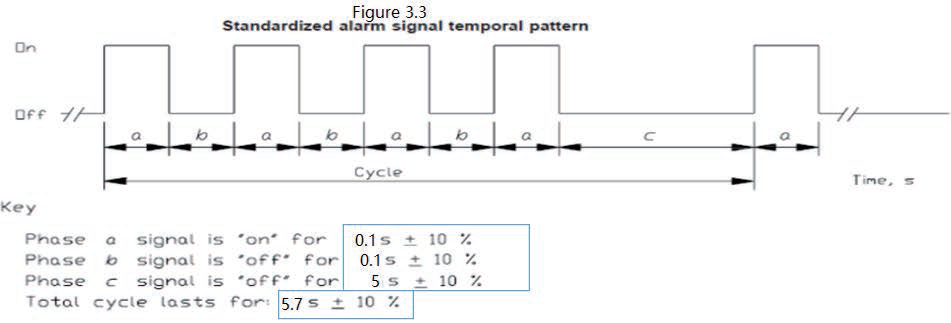 Figure 3.3
Standardized alarm signal temporal pattern
On
Off
a b a b a b a c a
Cycle
Time, s
Key
Phase a signal is "on" for 0.1 s ± 10 %
Phase b signal is "off" for 0.1 s ± 10 %
Phase c signal is "off" for 5 s ± 10 %
Total cycle lasts for: 5.7 s ± 10 %